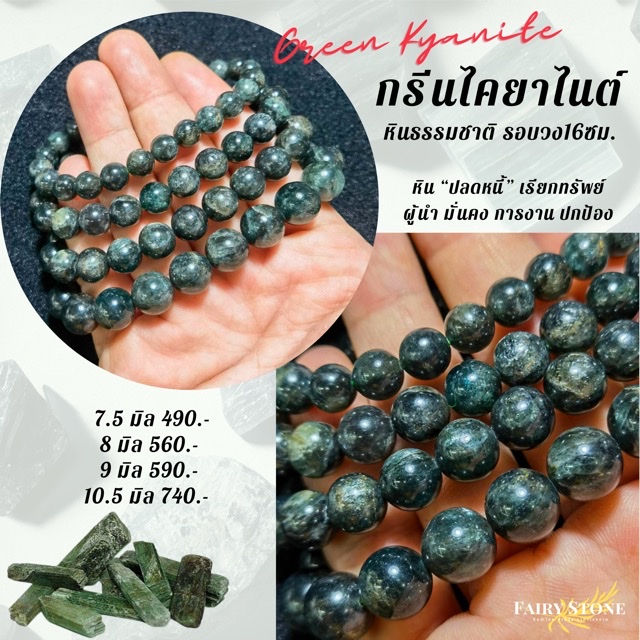 Green Kyanite
กรีนไคยาไนต์
หินธรรมชาติ รอบวง16ซม.
หิน “ปลดหนี้” เรียกทรัพย์
ผู้นำ มั่นคง การงาน ปกป้อง
7.5 มิล 490.-
8 มิล 560.-
9 มิล 590.-
10.5 มิล 740.-
FAIRY STONE